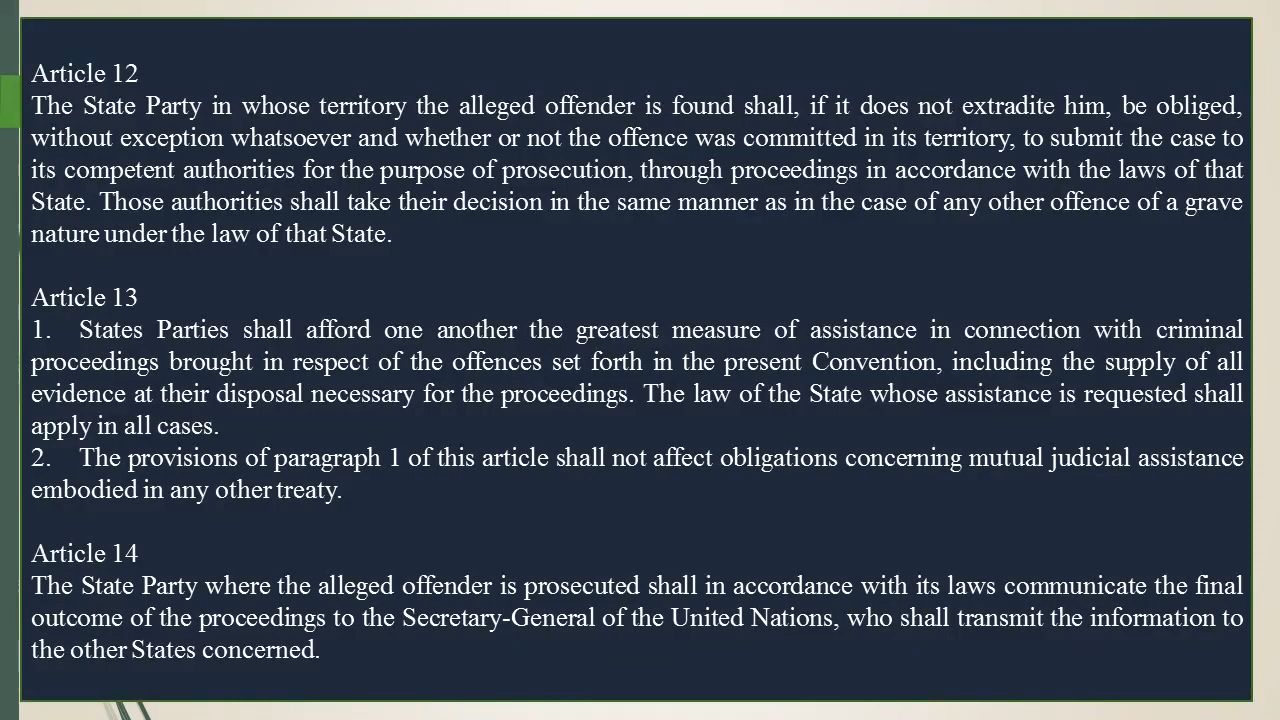 Article 12
The State Party in whose territory the alleged offender is found shall, if it does not extradite him, be obliged,
without exception whatsoever and whether or not the offence was committed in its territory, to submit the case to
its competent authorities for the purpose of prosecution, through proceedings in accordance with the laws of that
State. Those authorities shall take their decision in the same manner as in the case of any other offence of a grave
nature under the law of that State.
Article 13
1. States Parties shall afford one another the greatest measure of assistance in connection with criminal
proceedings brought in respect of the offences set forth in the present Convention, including the supply of all
evidence at their disposal necessary for the proceedings. The law of the State whose assistance is requested shall
apply in all cases.
2. The provisions of paragraph 1 of this article shall not affect obligations concerning mutual judicial assistance
embodied in any other treaty.
Article 14
The State Party where the alleged offender is prosecuted shall in accordance with its laws communicate the final
outcome of the proceedings to the Secretary-General of the United Nations, who shall transmit the information to
the other States concerned.